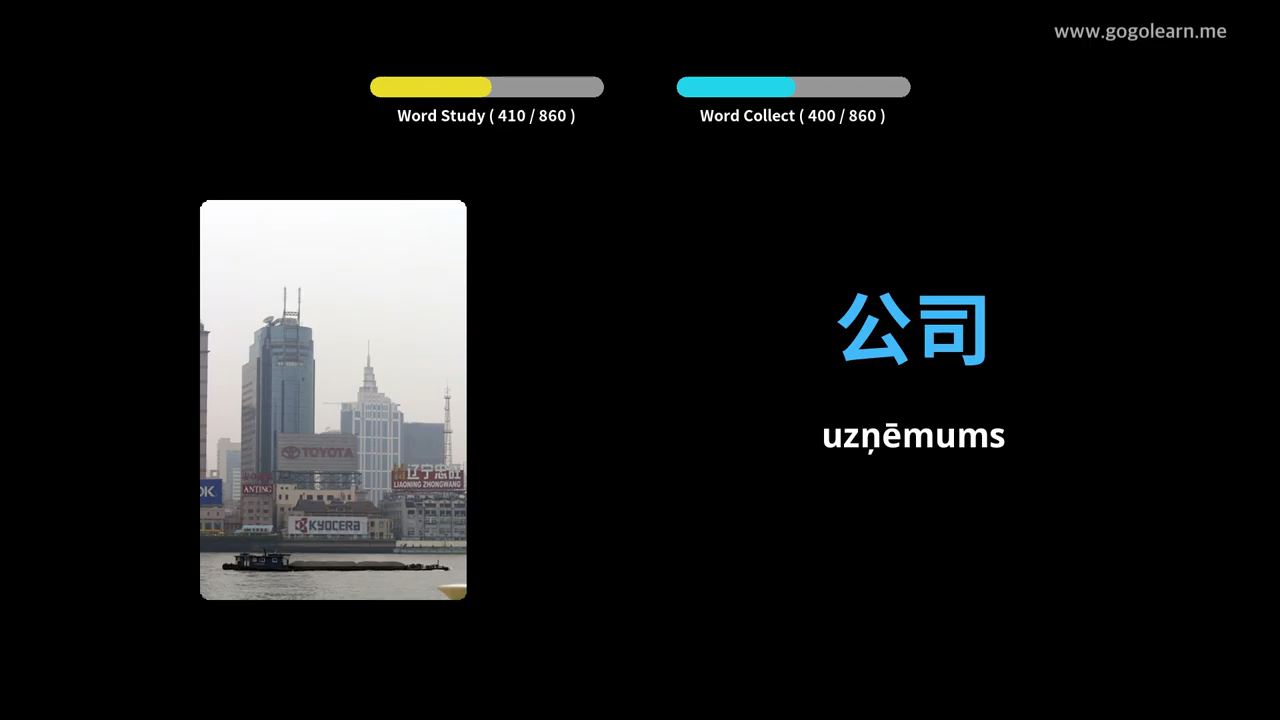 www.gogolearn.me
Word Study ( 410 / 860 )
Word Collect ( 400 / 860 )
公司
uzņēmums
TOYOTA
辽宁忠旺
LIAONING ZHONGWANG
OK
ANTING
KYOCERA